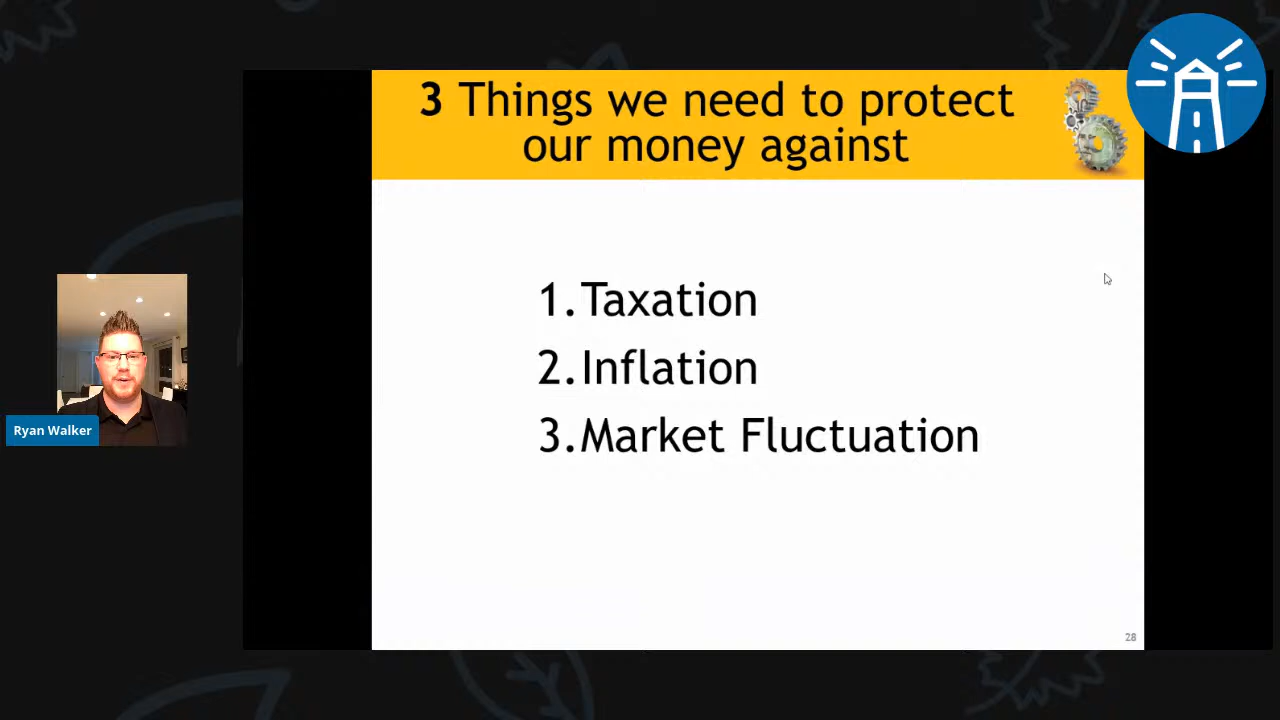 3 Things we need to protect
our money against
1.Taxation
2.Inflation
3.Market Fluctuation
Ryan Walker
28